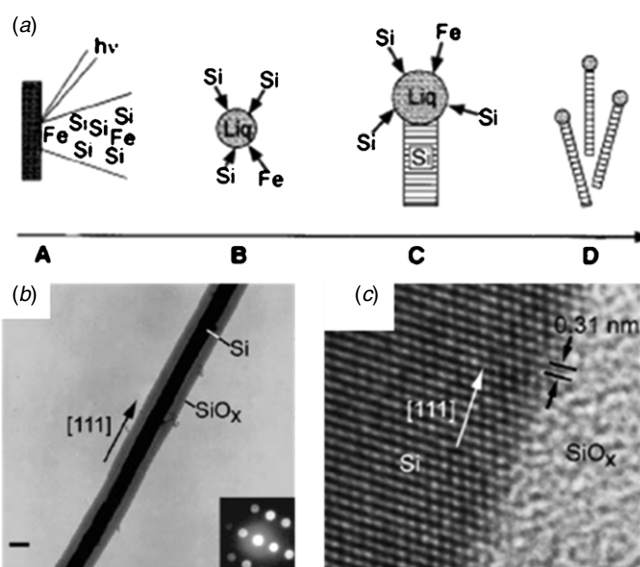 (a)
hν
Si
Si
Si
Fe
Fe
Si
Si
Si
Si
Si
Liq
Si
Fe
Si
Fe
Liq
Si
Si
Si
A
B
C
D
(b)
Si
[111]
SiOx
(c)
0.31 nm
[111]
Si
SiOx